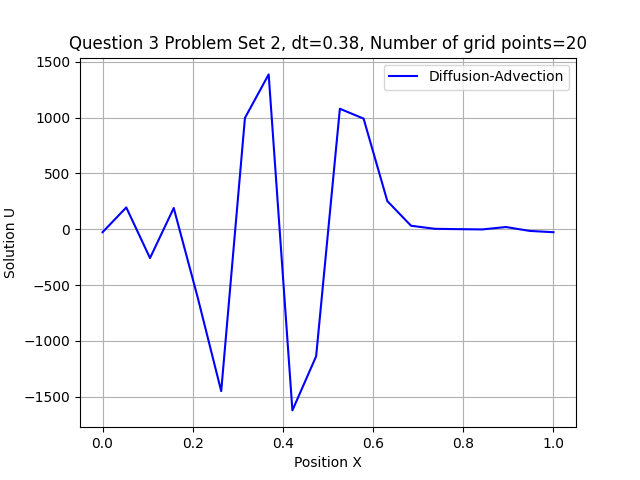 Question 3 Problem Set 2, dt=0.38, Number of grid points=20
Diffusion-Advection
1500
1000
500
0
−500
−1000
−1500
Solution U
0.0 0.2 0.4 0.6 0.8 1.0
Position X